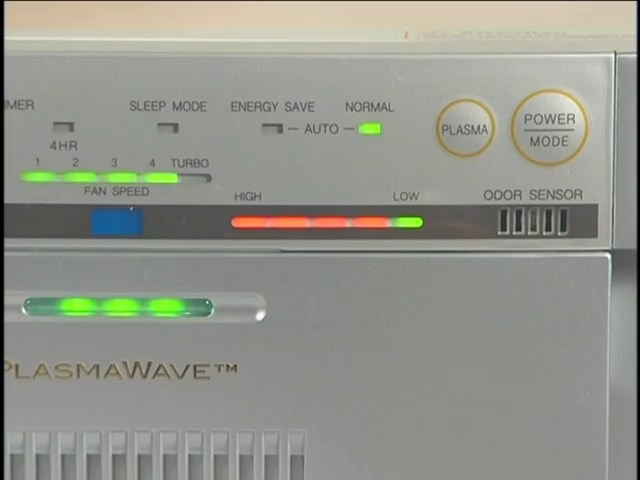 SLEEP MODE ENERGY SAVE NORMAL
4HR — AUTO — PLASMA POWER
MODE
1 2 3 4 TURBO
FAN SPEED
HIGH LOW ODOR SENSOR
PLASMAWAVE™